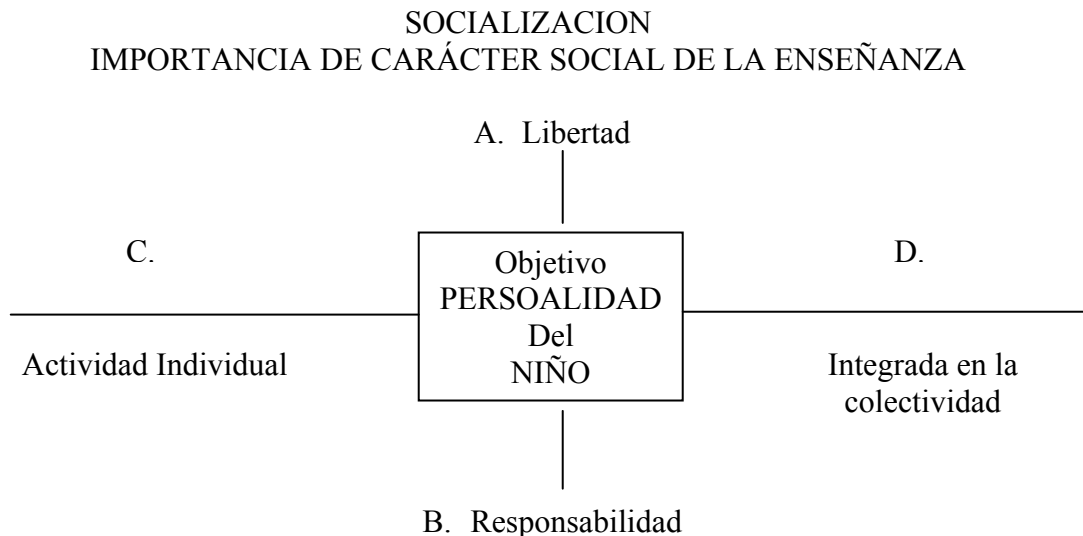 SOCIALIZACION
IMPORTANCIA DE CARÁCTER SOCIAL DE LA ENSEÑANZA
A. Libertad
C.
D.
Objetivo
PERSOALIDAD
Del
NIÑO
Actividad Individual
Integrada en la
colectividad
B. Responsabilidad